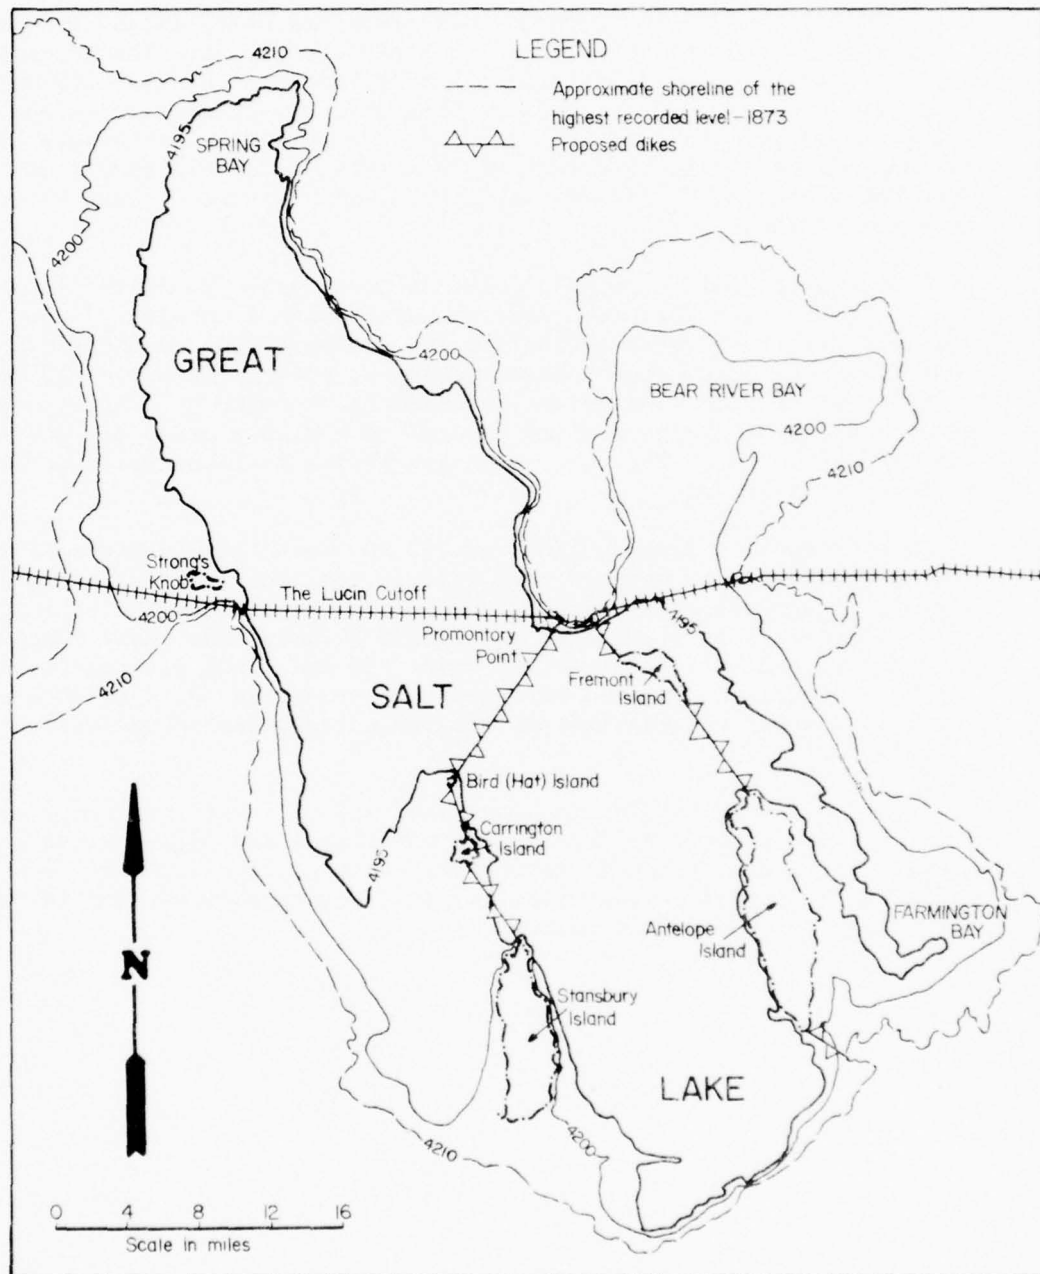 LEGEND
Approximate shoreline of the
highest recorded level-1873
Proposed dikes
4210
4195
SPRING
BAY
4200
GREAT
4200
BEAR RIVER BAY
4200
4210
Strong's
Knob
The Lucin Cutoff
4200
4210
Promontory
Point
4195
Fremont
Island
SALT
Bird (Hat) Island
Carrington
Island
4195
FARMINGTON
BAY
Antelope
Island
N
Stansbury
Island
LAKE
4200
4210
0 4 8 12 16
Scale in miles